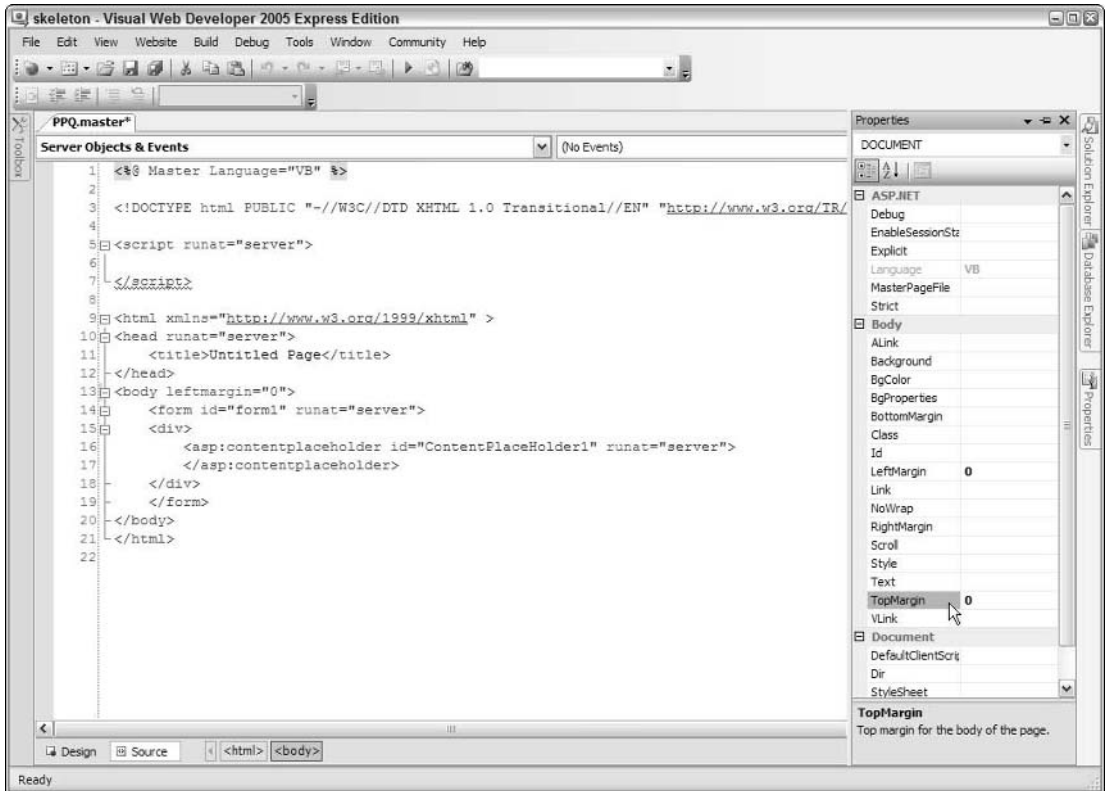 skeleton - Visual Web Developer 2005 Express Edition
File Edit View Website Build Debug Tools Window Community Help
Toolbox
PPQ.master*
Server Objects & Events
(No Events)
1 <%@ Master Language="VB" %>
2
3 <!DOCTYPE html PUBLIC "-//W3C//DTD XHTML 1.0 Transitional//EN" "http://www.w3.org/TR/
4
5 <script runat="server">
6
7 </script>
8
9 <html xmlns="http://www.w3.org/1999/xhtml" >
10 <head runat="server">
11 <title>Untitled Page</title>
12 </head>
13 <body leftmargin="0">
14 <form id="form1" runat="server">
15 <div>
16 <asp:contentplaceholder id="ContentPlaceHolder1" runat="server">
17 </asp:contentplaceholder>
18 </div>
19 </form>
20 </body>
21 </html>
22
Design Source <html> <body>
Ready
Properties
DOCUMENT
ASP.NET
Debug
EnableSessionSta
Explicit
Language VB
MasterPageFile
Strict
Body
ALink
Background
BgColor
BgProperties
BottomMargin
Class
Id
LeftMargin 0
Link
NoWrap
RightMargin
Scroll
Style
Text
TopMargin 0
VLink
Document
DefaultClientScrip
Dir
StyleSheet
TopMargin
Top margin for the body of the page.
Solution Explorer
Database Explorer
Properties